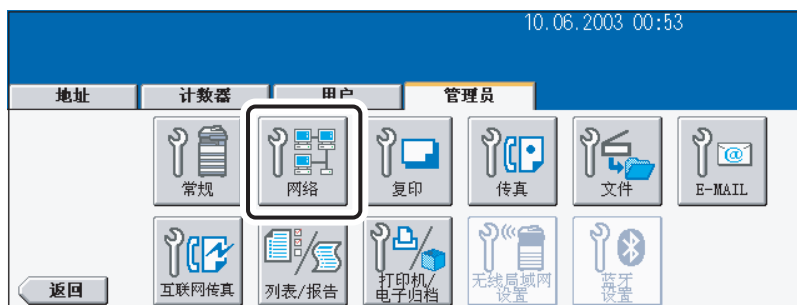 10.06.2003 00:53
地址 计数器 用户 管理员
常规 网络 复印 传真 文件 E-MAIL
互联网传真 列表/报告 打印机/
电子归档 无线局域网
设置 蓝牙
设置
返回